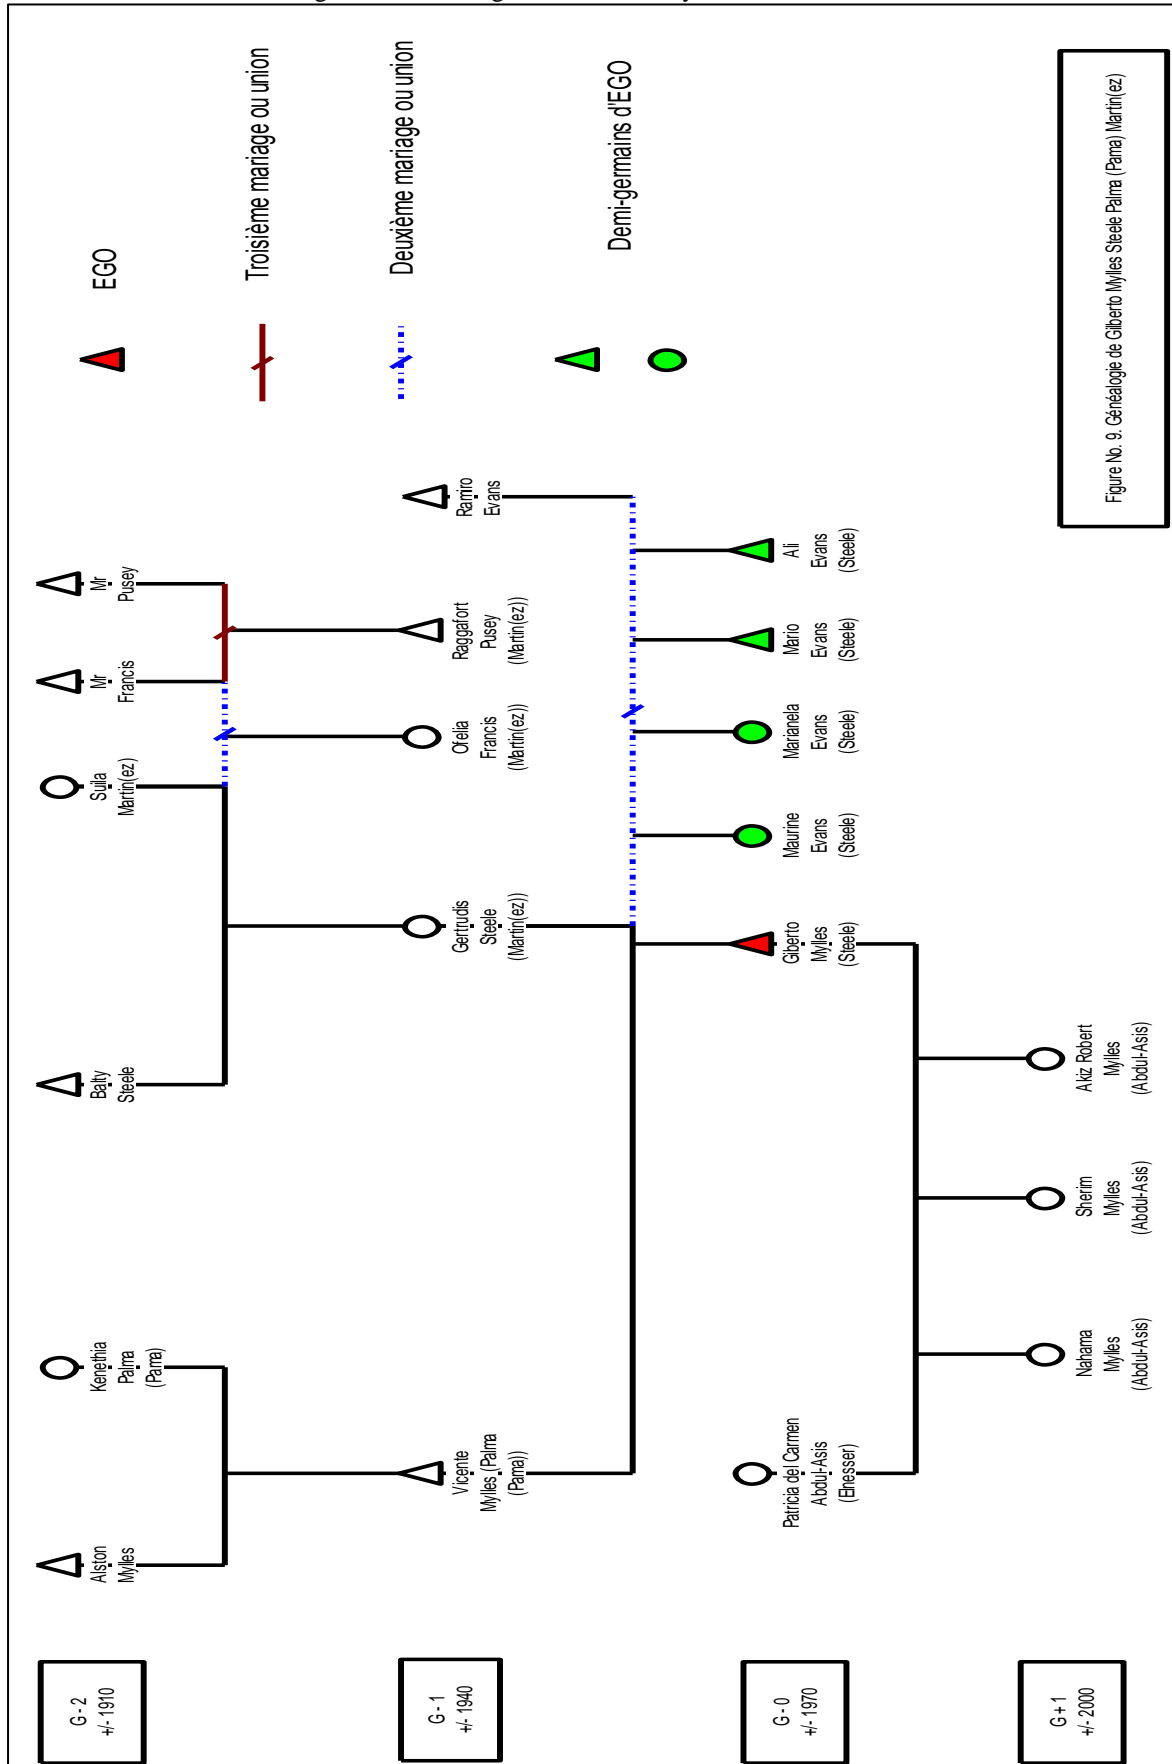 G - 2
+/- 1910
Alston
Mylles
Kenethia
Palma
(Pama)
Balty
Steele
Suila
Martin(ez)
Mr
Francis
Mr
Pusey
G - 1
+/- 1940
Vicente
Mylles (Palma
(Pama))
Gertrudis
Steele
(Martin(ez))
Ofelia
Francis
(Martin(ez))
Raggafort
Pusey
(Martin(ez))
Ramiro
Evans
G - 0
+/- 1970
Patricia del Carmen
Abdul-Asis
(Elnesser)
Gilberto
Mylles
(Steele)
Maurine
Evans
(Steele)
Marianela
Evans
(Steele)
Mario
Evans
(Steele)
Ali
Evans
(Steele)
G + 1
+/- 2000
Nahama
Mylles
(Abdul-Asis)
Sherim
Mylles
(Abdul-Asis)
Akiz Robert
Mylles
(Abdul-Asis)
EGO
Troisième mariage ou union
Deuxième mariage ou union
Demi-germains d'EGO
Figure No. 9. Généalogie de Gilberto Mylles Steele Palma (Pama) Martin(ez)